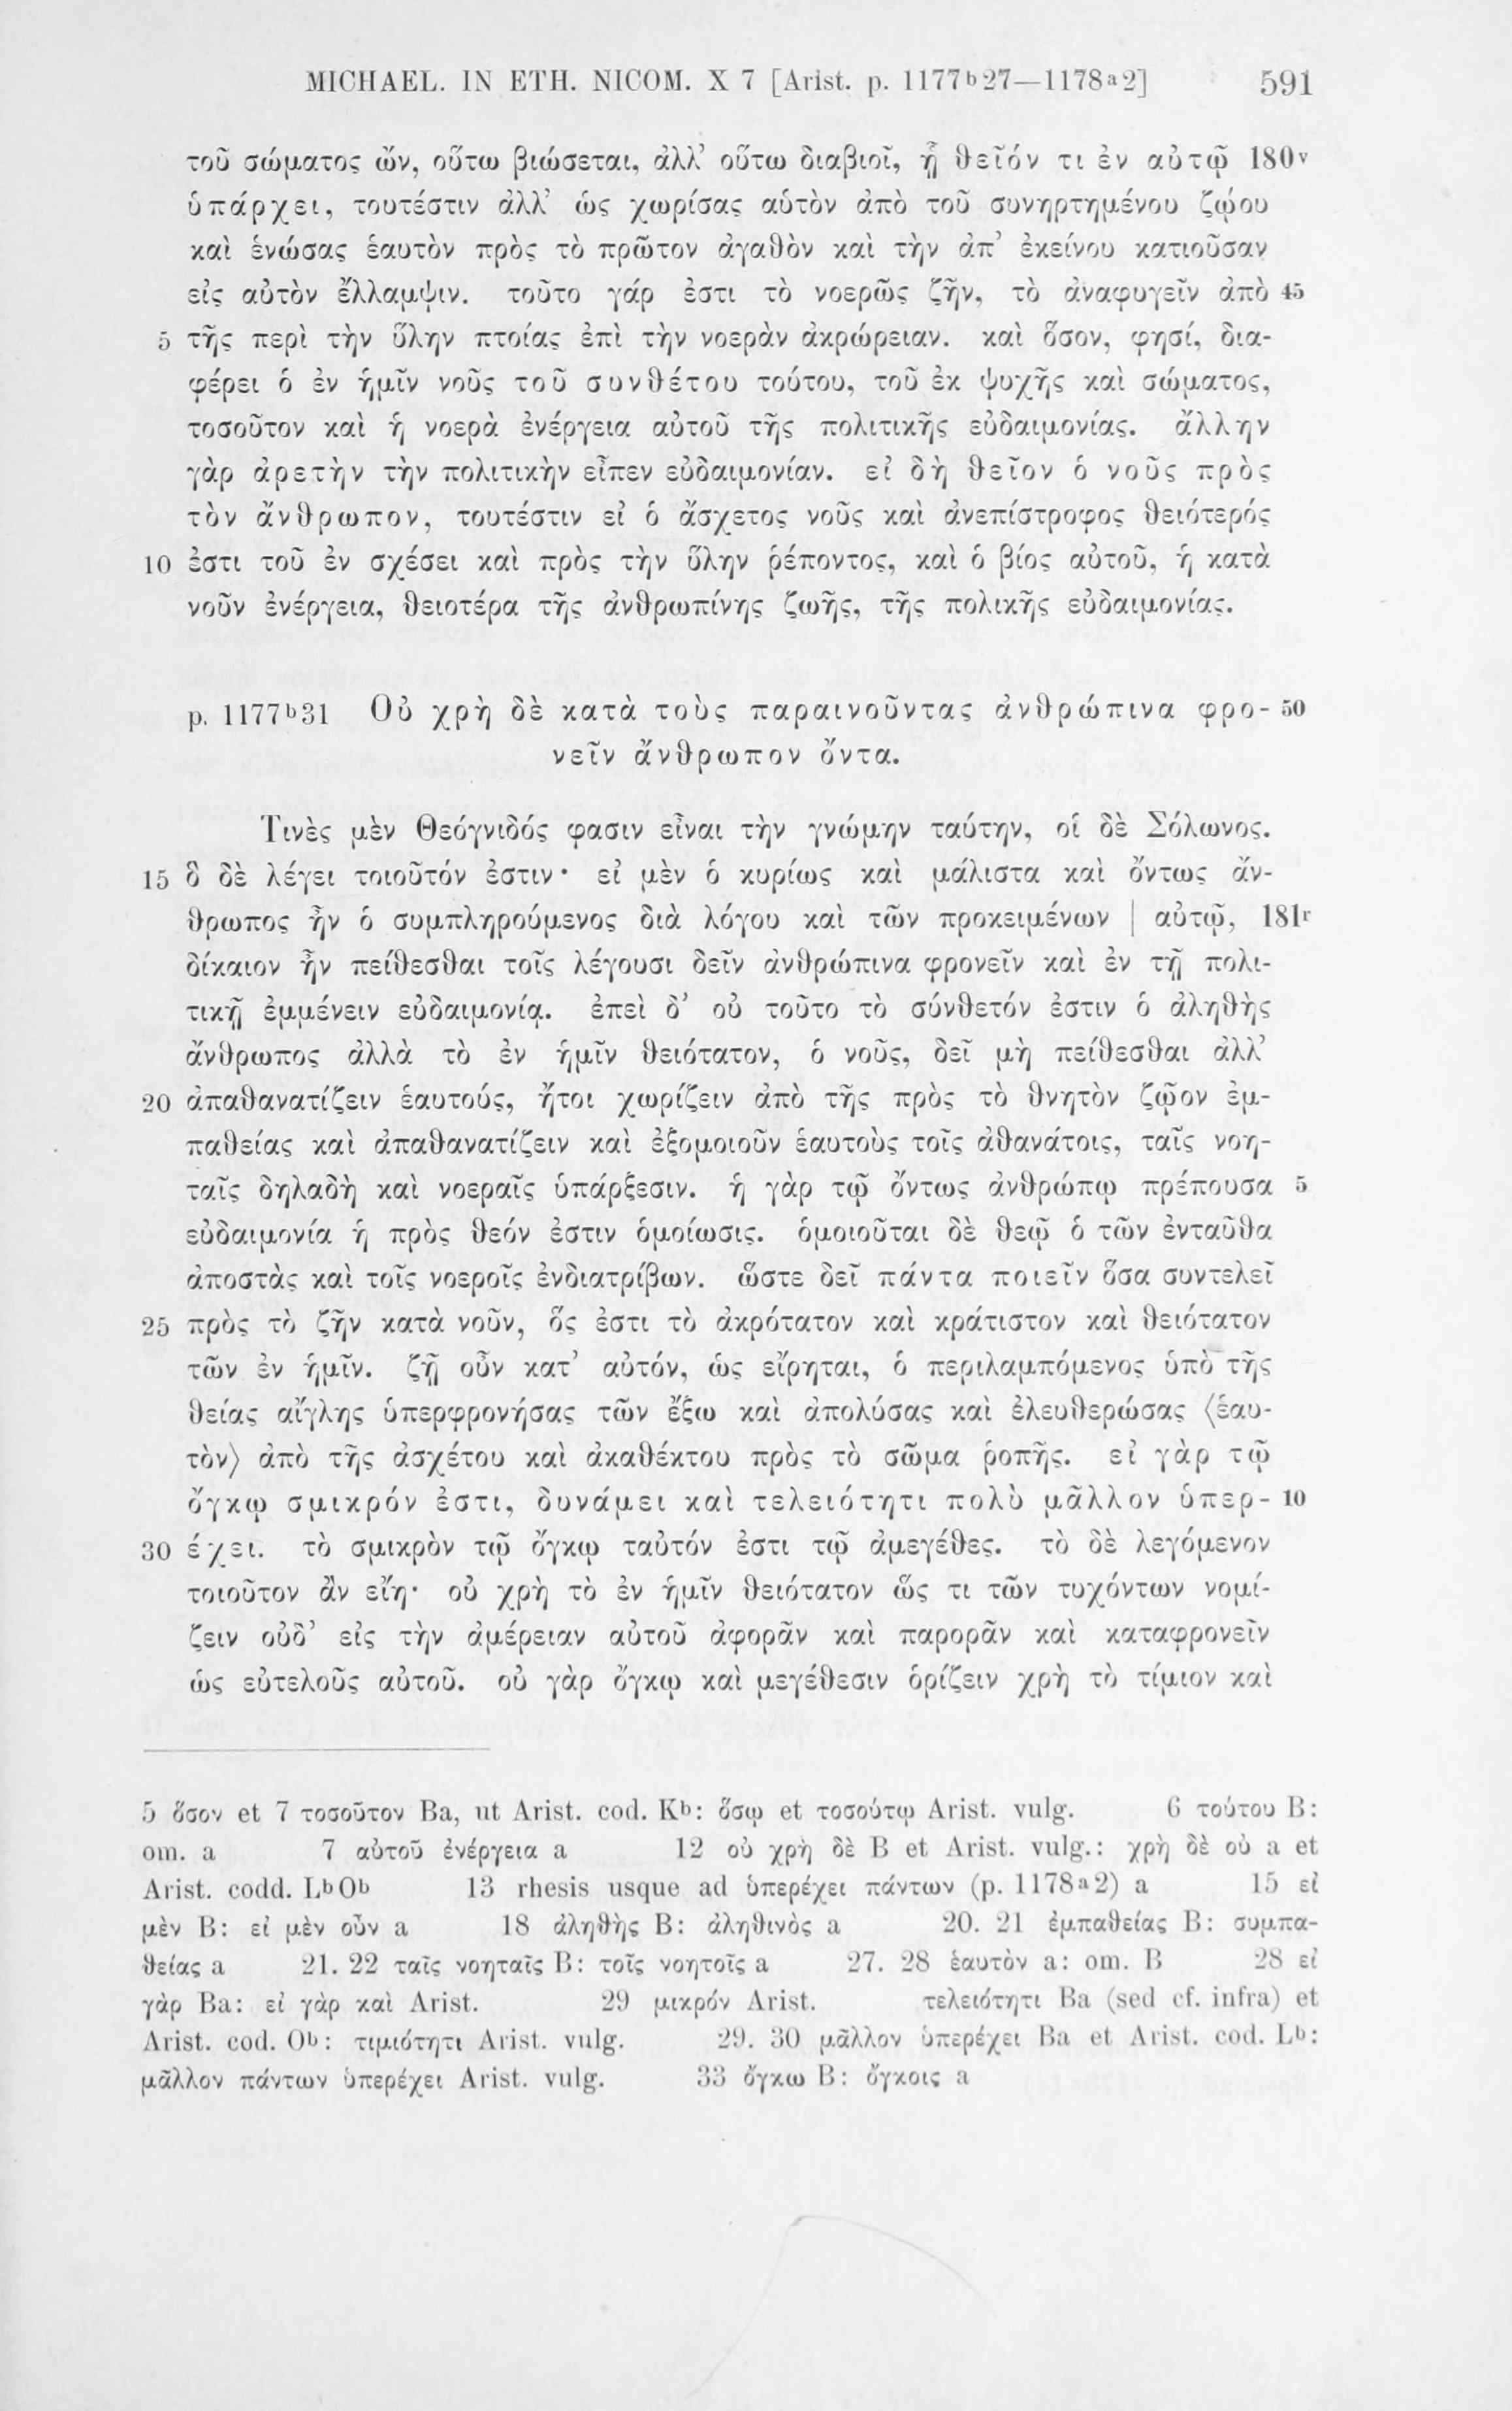 MICHAEL. IN ETH. NICOM. X 7 [Arist. p. 1177b27—1178a2] 591
τοῦ σώματος ὤν, οὕτω βιώσεται, ἀλλ’ οὕτω διαβιοῖ, ᾗ θεῖόν τι ἐν αὐτῷ 180v
ὑπάρχει, τουτέστιν ἀλλ’ ὡς χωρίσας αὑτὸν ἀπὸ τοῦ συνηρτημένου ζῴου
καὶ ἑνώσας ἑαυτὸν πρὸς τὸ πρῶτον ἀγαθὸν καὶ τὴν ἀπ’ ἐκείνου κατιοῦσαν
εἰς αὐτὸν ἔλλαμψιν. τοῦτο γάρ ἐστι τὸ νοερῶς ζῆν, τὸ ἀναφυγεῖν ἀπὸ 45
5 τῆς περὶ τὴν ὕλην πτοίας ἐπὶ τὴν νοερὰν ἀκρώρειαν. καὶ ὅσον, φησί, δια-
φέρει ὁ ἐν ἡμῖν νοῦς τοῦ συνθέτου τούτου, τοῦ ἐκ ψυχῆς καὶ σώματος,
τοσοῦτον καὶ ἡ νοερὰ ἐνέργεια αὐτοῦ τῆς πολιτικῆς εὐδαιμονίας. ἄλλην
γὰρ ἀρετὴν τὴν πολιτικὴν εἶπεν εὐδαιμονίαν. εἰ δὴ θεῖον ὁ νοῦς πρὸς
τὸν ἄνθρωπον, τουτέστιν εἰ ὁ ἄσχετος νοῦς καὶ ἀνεπίστροφος θειότερός
10 ἐστι τοῦ ἐν σχέσει καὶ πρὸς τὴν ὕλην ῥέποντος, καὶ ὁ βίος αὐτοῦ, ἡ κατὰ
νοῦν ἐνέργεια, θειοτέρα τῆς ἀνθρωπίνης ζωῆς, τῆς πολικῆς εὐδαιμονίας.
p. 1177b31 Οὐ χρὴ δὲ κατὰ τοὺς παραινοῦντας ἀνθρώπινα φρο- 50
νεῖν ἄνθρωπον ὄντα.
Τινὲς μὲν Θεόγνιδός φασιν εἶναι τὴν γνώμην ταύτην, οἱ δὲ Σόλωνος.
15 ὃ δὲ λέγει τοιοῦτόν ἐστιν· εἰ μὲν ὁ κυρίως καὶ μάλιστα καὶ ὄντως ἄν-
θρωπος ἦν ὁ συμπληρούμενος διὰ λόγου καὶ τῶν προκειμένων | αὐτῷ, 181r
δίκαιον ἦν πείθεσθαι τοῖς λέγουσι δεῖν ἀνθρώπινα φρονεῖν καὶ ἐν τῇ πολι-
τικῇ ἐμμένειν εὐδαιμονίᾳ. ἐπεὶ δ’ οὐ τοῦτο τὸ σύνθετόν ἐστιν ὁ ἀληθὴς
ἄνθρωπος ἀλλὰ τὸ ἐν ἡμῖν θειότατον, ὁ νοῦς, δεῖ μὴ πείθεσθαι ἀλλ’
20 ἀπαθανατίζειν ἑαυτούς, ἤτοι χωρίζειν ἀπὸ τῆς πρὸς τὸ θνητὸν ζῷον ἐμ-
παθείας καὶ ἀπαθανατίζειν καὶ ἐξομοιοῦν ἑαυτοὺς τοῖς ἀθανάτοις, ταῖς νοη-
ταῖς δηλαδὴ καὶ νοεραῖς ὑπάρξεσιν. ἡ γὰρ τῷ ὄντως ἀνθρώπῳ πρέπουσα 5
εὐδαιμονία ἡ πρὸς θεόν ἐστιν ὁμοίωσις. ὁμοιοῦται δὲ θεῷ ὁ τῶν ἐνταῦθα
ἀποστὰς καὶ τοῖς νοεροῖς ἐνδιατρίβων. ὥστε δεῖ πάντα ποιεῖν ὅσα συντελεῖ
25 πρὸς τὸ ζῆν κατὰ νοῦν, ὅς ἐστι τὸ ἀκρότατον καὶ κράτιστον καὶ θειότατον
τῶν ἐν ἡμῖν. ζῇ οὖν κατ’ αὐτόν, ὡς εἴρηται, ὁ περιλαμπόμενος ὑπὸ τῆς
θείας αἴγλης ὑπερφρονήσας τῶν ἔξω καὶ ἀπολύσας καὶ ἐλευθερώσας ⟨ἑαυ-
τὸν⟩ ἀπὸ τῆς ἀσχέτου καὶ ἀκαθέκτου πρὸς τὸ σῶμα ῥοπῆς. εἰ γὰρ τῷ
ὄγκῳ σμικρόν ἐστι, δυνάμει καὶ τελειότητι πολὺ μᾶλλον ὑπερ- 10
30 έχει. τὸ σμικρὸν τῷ ὄγκῳ ταὐτόν ἐστι τῷ ἀμεγέθες. τὸ δὲ λεγόμενον
τοιοῦτον ἂν εἴη· οὐ χρὴ τὸ ἐν ἡμῖν θειότατον ὥς τι τῶν τυχόντων νομί-
ζειν οὐδ’ εἰς τὴν ἀμέρειαν αὐτοῦ ἀφορᾶν καὶ παρορᾶν καὶ καταφρονεῖν
ὡς εὐτελοῦς αὐτοῦ. οὐ γὰρ ὄγκῳ καὶ μεγέθεσιν ὁρίζειν χρὴ τὸ τίμιον καὶ
5 ὅσον et 7 τοσοῦτον Ba, ut Arist. cod. Kb: ὅσῳ et τοσούτῳ Arist. vulg. 6 τούτου B:
om. a 7 αὐτοῦ ἐνέργεια a 12 οὐ χρὴ δὲ B et Arist. vulg.: χρὴ δὲ οὐ a et
Arist. codd. LbOb 13 rhesis usque ad ὑπερέχει πάντων (p. 1178a2) a 15 εἰ
μὲν B: εἰ μὲν οὖν a 18 ἀληθὴς B: ἀληθινὸς a 20. 21 ἐμπαθείας B: συμπα-
θείας a 21. 22 ταῖς νοηταῖς B: τοῖς νοητοῖς a 27. 28 ἑαυτὸν a: om. B 28 εἰ
γὰρ Ba: εἰ γὰρ καὶ Arist. 29 μικρόν Arist. τελειότητι Ba (sed cf. infra) et
Arist. cod. Ob: τιμιότητι Arist. vulg. 29. 30 μᾶλλον ὑπερέχει Ba et Arist. cod. Lb:
μᾶλλον πάντων ὑπερέχει Arist. vulg. 33 ὄγκω B: ὄγκοις a